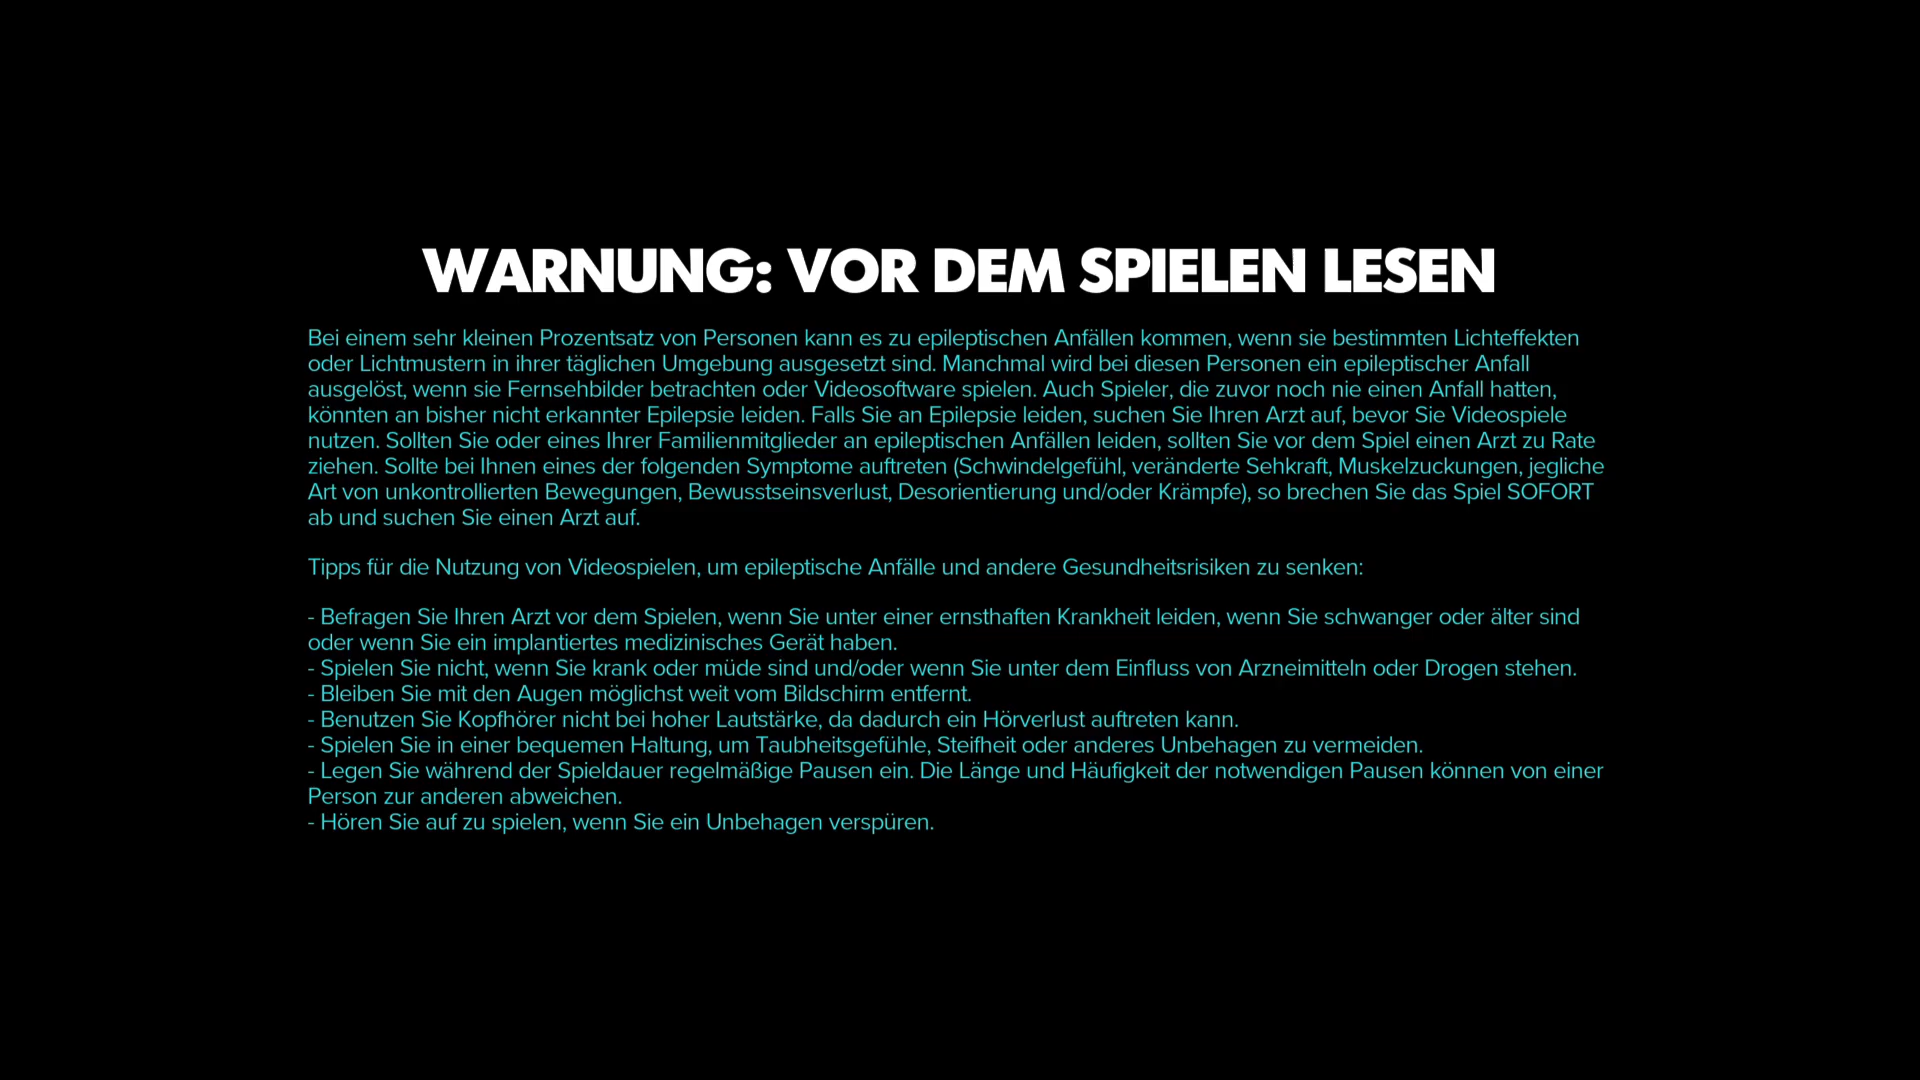 WARNUNG: VOR DEM SPIELEN LESEN
Bei einem sehr kleinen Prozentsatz von Personen kann es zu epileptischen Anfällen kommen, wenn sie bestimmten Lichteffekten
oder Lichtmustern in ihrer täglichen Umgebung ausgesetzt sind. Manchmal wird bei diesen Personen ein epileptischer Anfall
ausgelöst, wenn sie Fernsehbilder betrachten oder Videosoftware spielen. Auch Spieler, die zuvor noch nie einen Anfall hatten,
könnten an bisher nicht erkannter Epilepsie leiden. Falls Sie an Epilepsie leiden, suchen Sie Ihren Arzt auf, bevor Sie Videospiele
nutzen. Sollten Sie oder eines Ihrer Familienmitglieder an epileptischen Anfällen leiden, sollten Sie vor dem Spiel einen Arzt zu Rate
ziehen. Sollte bei Ihnen eines der folgenden Symptome auftreten (Schwindelgefühl, veränderte Sehkraft, Muskelzuckungen, jegliche
Art von unkontrollierten Bewegungen, Bewusstseinsverlust, Desorientierung und/oder Krämpfe), so brechen Sie das Spiel SOFORT
ab und suchen Sie einen Arzt auf.
Tipps für die Nutzung von Videospielen, um epileptische Anfälle und andere Gesundheitsrisiken zu senken:
- Befragen Sie Ihren Arzt vor dem Spielen, wenn Sie unter einer ernsthaften Krankheit leiden, wenn Sie schwanger oder älter sind
oder wenn Sie ein implantiertes medizinisches Gerät haben.
- Spielen Sie nicht, wenn Sie krank oder müde sind und/oder wenn Sie unter dem Einfluss von Arzneimitteln oder Drogen stehen.
- Bleiben Sie mit den Augen möglichst weit vom Bildschirm entfernt.
- Benutzen Sie Kopfhörer nicht bei hoher Lautstärke, da dadurch ein Hörverlust auftreten kann.
- Spielen Sie in einer bequemen Haltung, um Taubheitsgefühle, Steifheit oder anderes Unbehagen zu vermeiden.
- Legen Sie während der Spieldauer regelmäßige Pausen ein. Die Länge und Häufigkeit der notwendigen Pausen können von einer
Person zur anderen abweichen.
- Hören Sie auf zu spielen, wenn Sie ein Unbehagen verspüren.